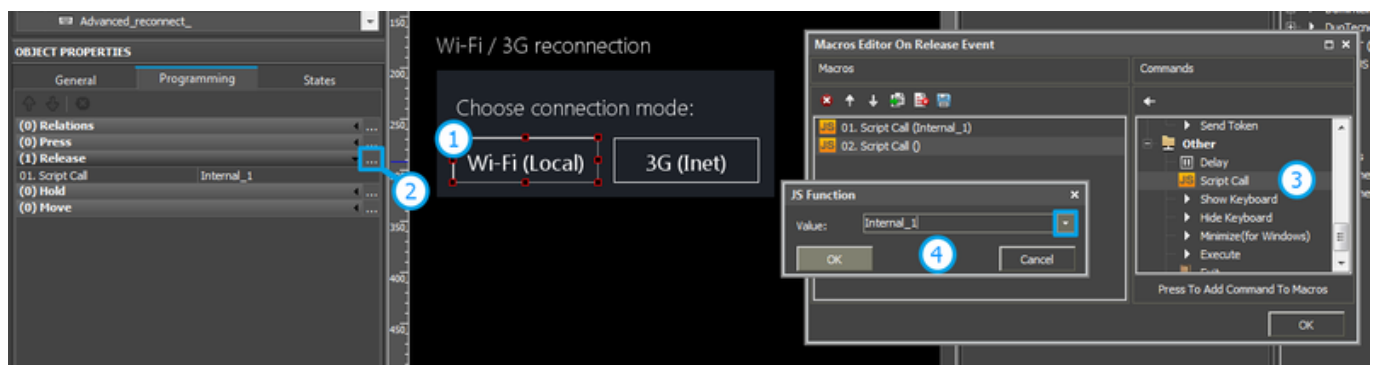 Advanced_reconnect_
OBJECT PROPERTIES
General Programming States
(0) Relations ...
(0) Press ...
(1) Release ...
01. Script Call Internal_1
(0) Hold ...
(0) Move ...
2
150
200
250
350
400
450
Wi-Fi / 3G reconnection
Choose connection mode:
1
Wi-Fi (Local) 3G (Inet)
Macros Editor On Release Event
Macros
JS 01. Script Call (Internal_1)
JS 02. Script Call ()
JS Function
Value: Internal_1
OK 4 Cancel
Commands
Send Token
Other
Delay
JS Script Call 3
Show Keyboard
Hide Keyboard
Minimize(for Windows)
Execute
Press To Add Command To Macros
OK